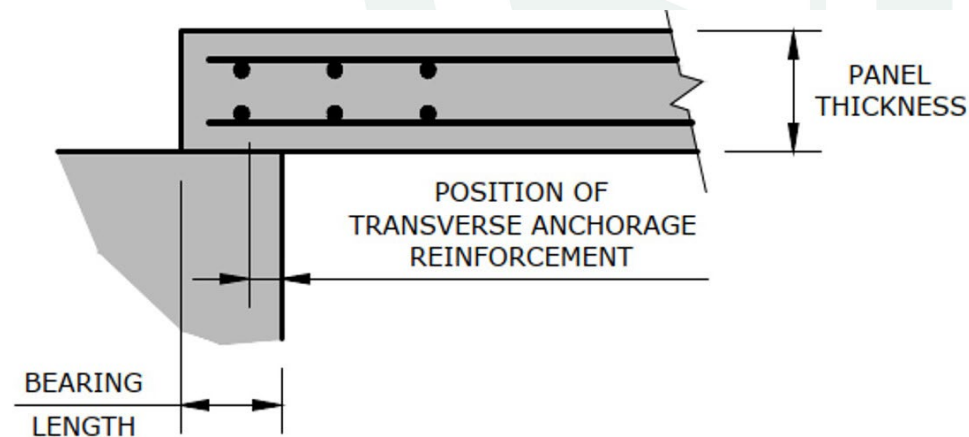 PANEL
THICKNESS
POSITION OF
TRANSVERSE ANCHORAGE
REINFORCEMENT
BEARING
LENGTH